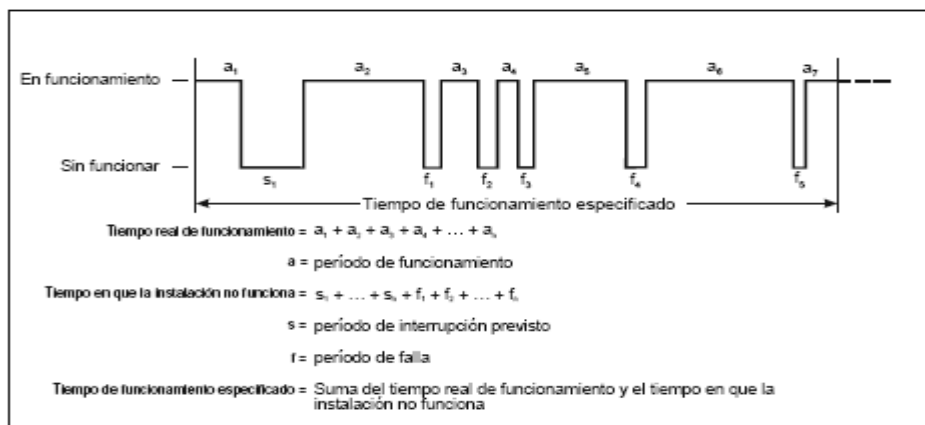 a₁ a₂ a₃ a₄ a₅ a₆ a₇
En funcionamiento
Sin funcionar
s₁ f₁ f₂ f₃ f₄ f₅
Tiempo de funcionamiento especificado
Tiempo real de funcionamiento = a₁ + a₂ + a₃ + a₄ + ... + aₙ
a = período de funcionamiento
Tiempo en que la instalación no funciona = s₁ + ... + sₙ + f₁ + f₂ + ... + fₙ
s = período de interrupción previsto
f = período de falla
Tiempo de funcionamiento especificado = Suma del tiempo real de funcionamiento y el tiempo en que la
instalación no funciona